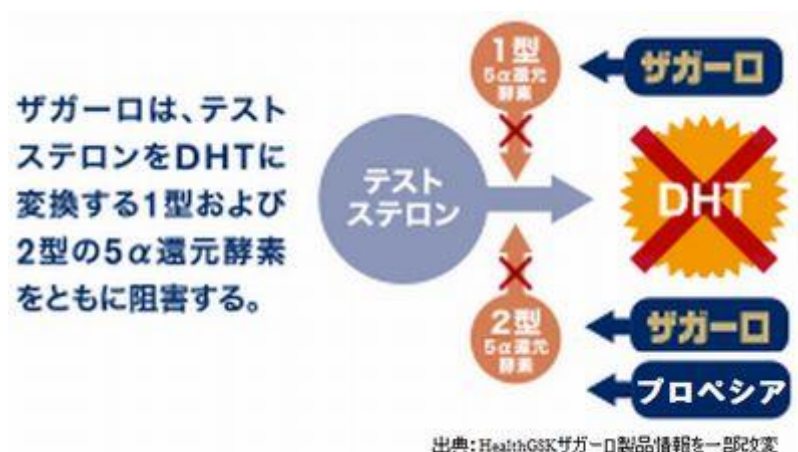 ザガーロは、テスト
ステロンをDHTに
変換する1型および
2型の5α還元酵素
をともに阻害する。
1型
5α還元
酵素
ザガーロ
テスト
ステロン
DHT
2型
5α還元
酵素
ザガーロ
プロペシア
出典：HealthGSKザガーロ製品情報を一部改変